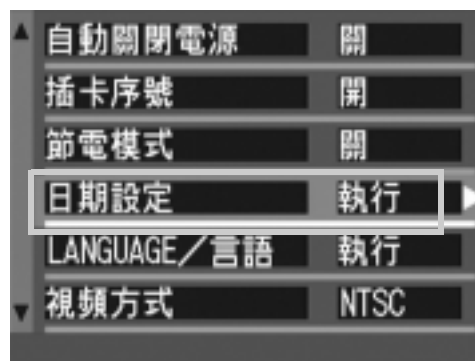 自動關閉電源 關
插卡序號 開
節電模式 關
日期設定 執行
LANGUAGE／言語 執行
視頻方式 NTSC